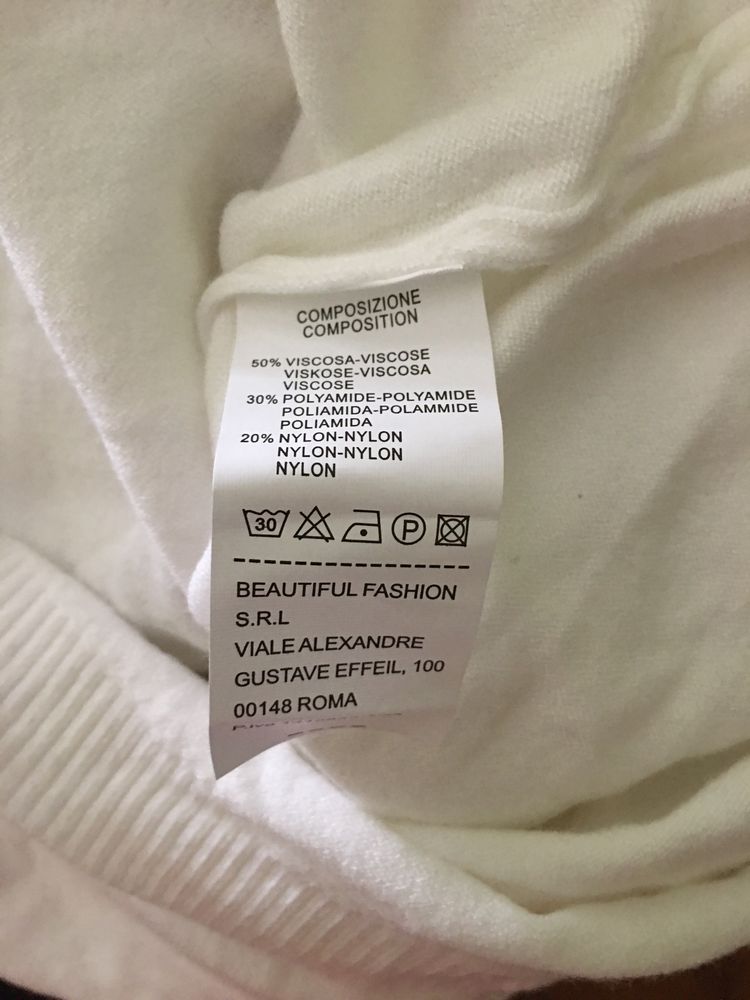 COMPOSIZIONE
COMPOSITION
50% VISCOSA-VISCOSE
VISKOSE-VISCOSA
VISCOSE
30% POLYAMIDE-POLYAMIDE
POLIAMIDA-POLAMMIDE
POLIAMIDA
20% NYLON-NYLON
NYLON-NYLON
NYLON
30 P
BEAUTIFUL FASHION
S.R.L
VIALE ALEXANDRE
GUSTAVE EFFEIL, 100
00148 ROMA